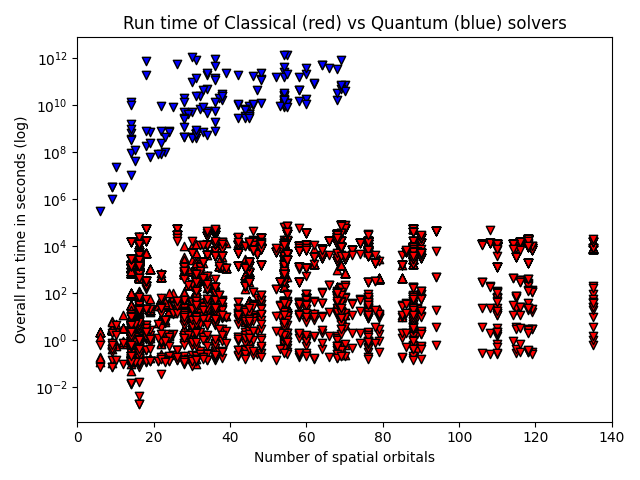 Run time of Classical (red) vs Quantum (blue) solvers
Overall run time in seconds (log)
10¹²
10¹⁰
10⁸
10⁶
10⁴
10²
10⁰
10⁻²
0 20 40 60 80 100 120 140
Number of spatial orbitals